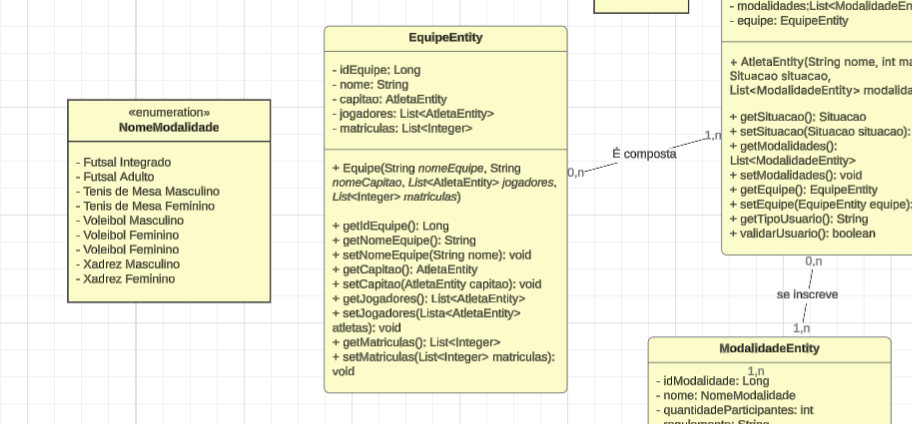 «enumeration»
NomeModalidade
- Futsal Integrado
- Futsal Adulto
- Tenis de Mesa Masculino
- Tenis de Mesa Feminino
- Voleibol Masculino
- Voleibol Feminino
- Voleibol Feminino
- Xadrez Masculino
- Xadrez Feminino
EquipeEntity
- idEquipe: Long
- nome: String
- capitao: AtletaEntity
- jogadores: List<AtletaEntity>
- matriculas: List<Integer>
+ Equipe(String nomeEquipe, String
nomeCapitao, List<AtletaEntity> jogadores,
List<Integer> matriculas)
+ getIdEquipe(): Long
+ getNomeEquipe(): String
+ setNomeEquipe(String nome): void
+ getCapitao(): AtletaEntity
+ setCapitao(AtletaEntity capitao): void
+ getJogadores(): List<AtletaEntity>
+ setJogadores(Lista<AtletaEntity>
atletas): void
+ getMatriculas(): List<Integer>
+ setMatriculas(List<Integer> matriculas):
void
0,n
É composta
1,n
- modalidades:List<ModalidadeEn
- equipe: EquipeEntity
+ AtletaEntity(String nome, int ma
Situacao situacao,
List<ModalidadeEntity> modalida
+ getSituacao(): Situacao
+ setSituacao(Situacao situacao):
+ getModalidades():
List<ModalidadeEntity>
+ setModalidades(): void
+ getEquipe(): EquipeEntity
+ setEquipe(EquipeEntity equipe):
+ getTipoUsuario(): String
+ validarUsuario(): boolean
0,n
se inscreve
1,n
ModalidadeEntity
1,n
- idModalidade: Long
- nome: NomeModalidade
- quantidadeParticipantes: int
- regulamento: String